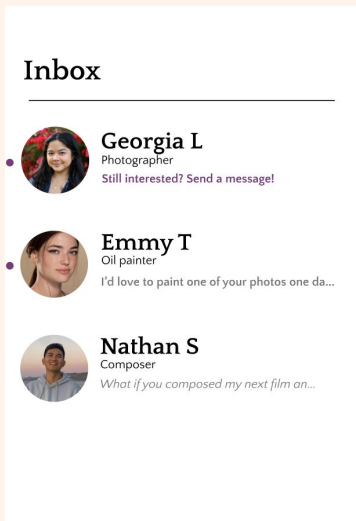 Inbox
Georgia L
Photographer
Still interested? Send a message!
Emmy T
Oil painter
I'd love to paint one of your photos one da...
Nathan S
Composer
What if you composed my next film an...